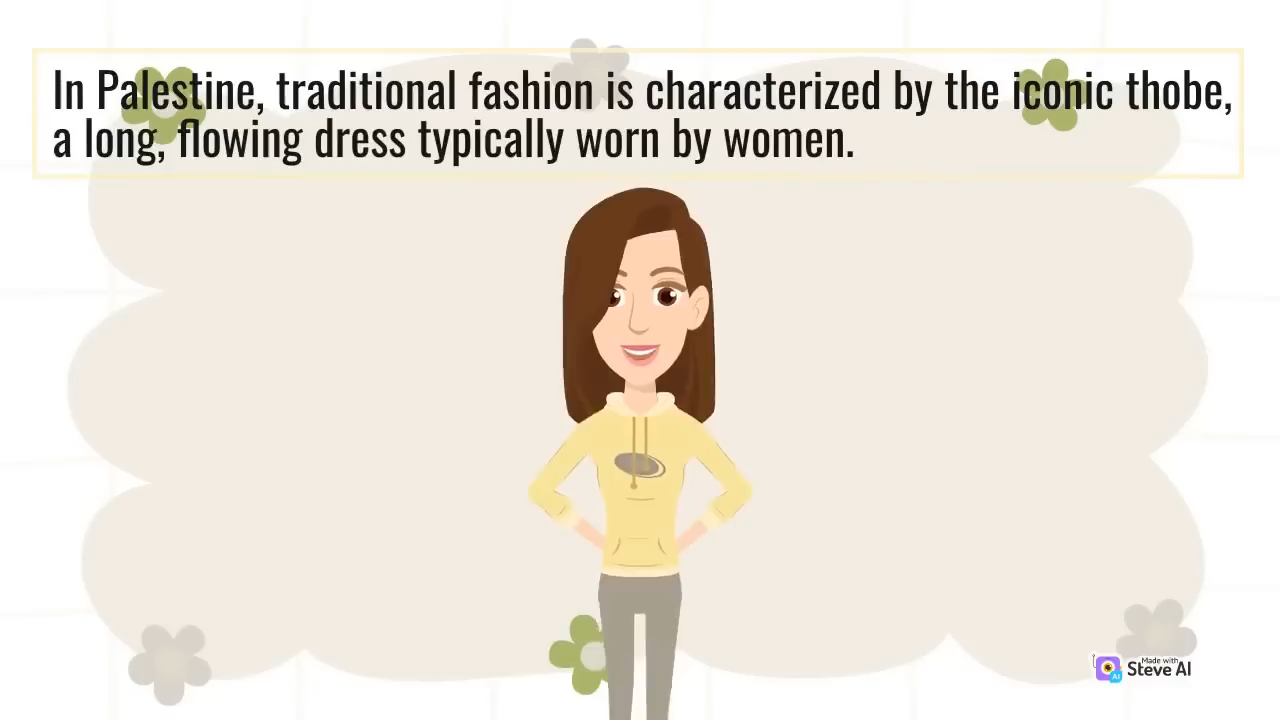 In Palestine, traditional fashion is characterized by the iconic thobe,
a long, flowing dress typically worn by women.
Made with
Steve AI
AI